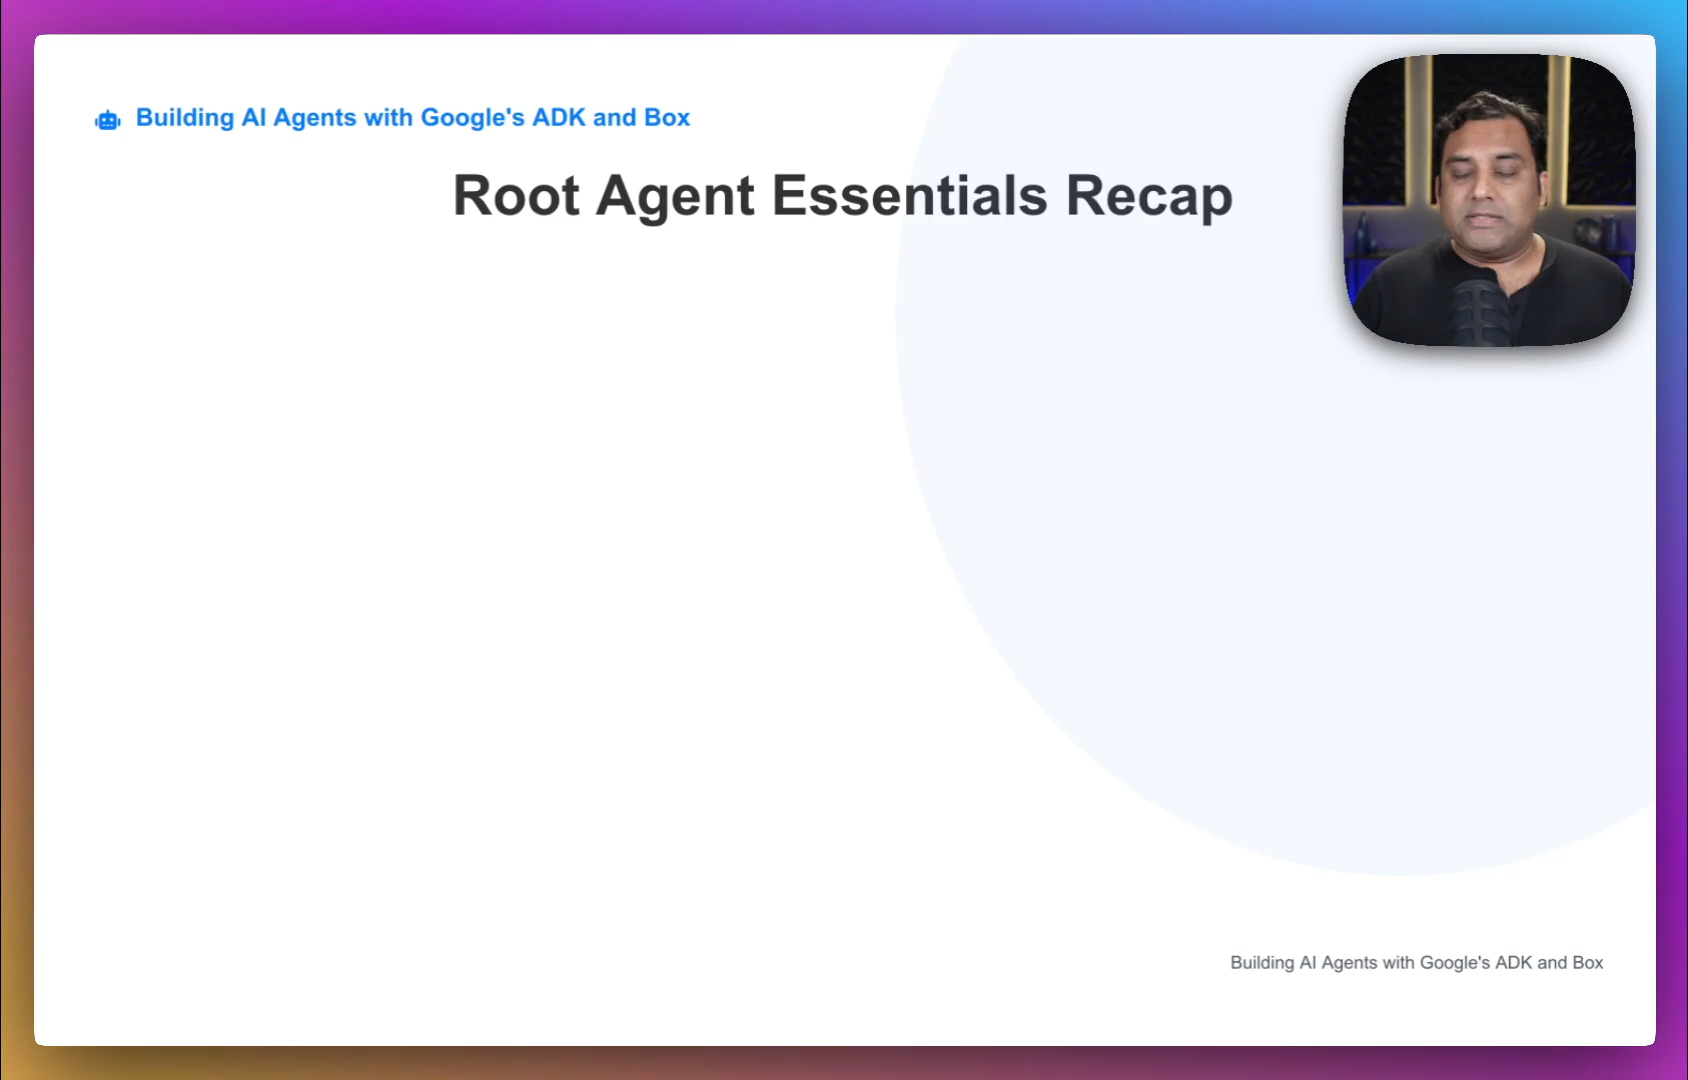 Building AI Agents with Google's ADK and Box
Root Agent Essentials Recap
Building AI Agents with Google's ADK and Box